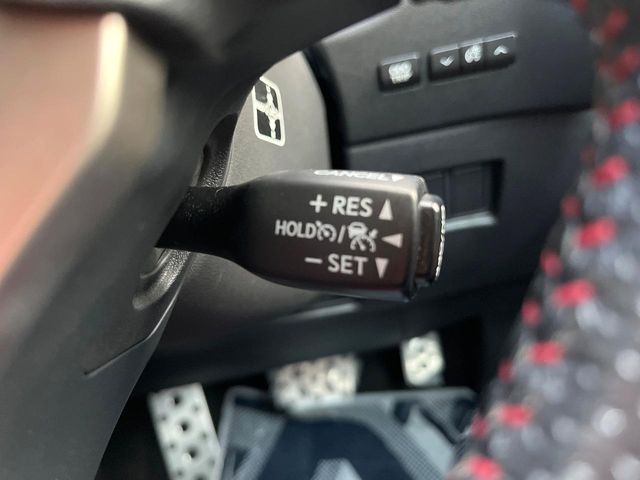 CANCEL
+ RES ▲
HOLD / ◀
− SET ▼